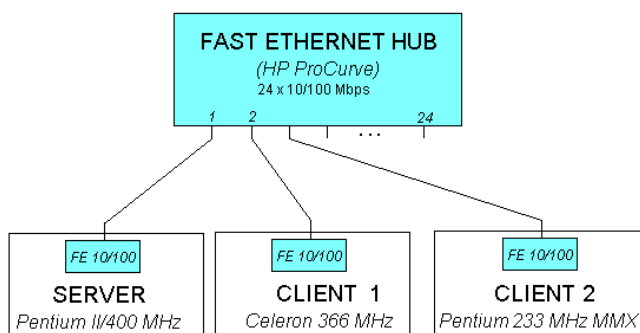 FAST ETHERNET HUB
(HP ProCurve)
24 x 10/100 Mbps
1 2 ... 24
FE 10/100 FE 10/100 FE 10/100
SERVER CLIENT 1 CLIENT 2
Pentium II/400 MHz Celeron 366 MHz Pentium 233 MHz MMX